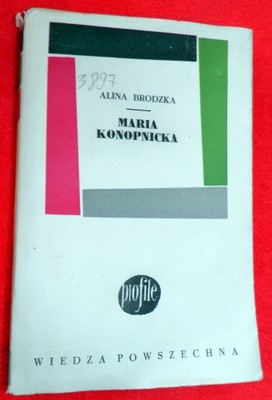 3897
ALINA BRODZKA
MARIA
KONOPNICKA
profile
WIEDZA POWSZECHNA